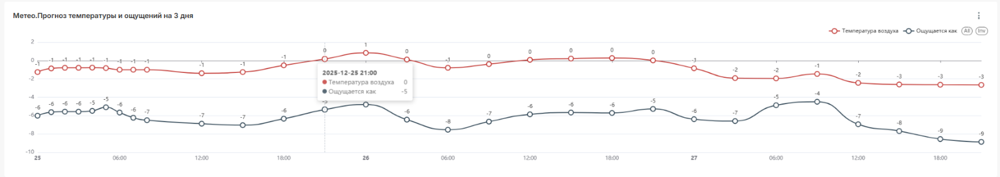 Метео.Прогноз температуры и ощущений на 3 дня
Температура воздуха Ощущается как All Inv
2
0
-2
-4
-6
-8
-10
-1 -1 -1 -1 -1 -1 -1 -1 -1 -1 -1 -1 0 1 0 -1 0 0 0 0 0 -1 -2 -2 -1 -2 -3 -3 -3
2025-12-25 21:00
Температура воздуха 0
Ощущается как -5
-6 -6 -6 -6 -5 -5 -6 -6 -7 -7 -7 -6 -5 -6 -8 -7 -6 -6 -6 -5 -6 -7 -5 -4 -7 -8 -9 -9
25 06:00 12:00 18:00 26 06:00 12:00 18:00 27 06:00 12:00 18:00